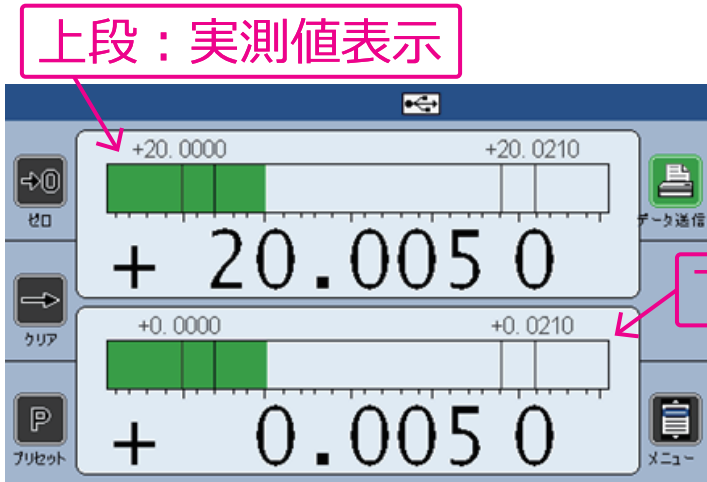 上段：実測値表示
+20.0000 +20.0210
+ 20.0050
ゼロ
データ送信
+0.0000 +0.0210
+ 0.0050
クリア
P
プリセット
メニュー